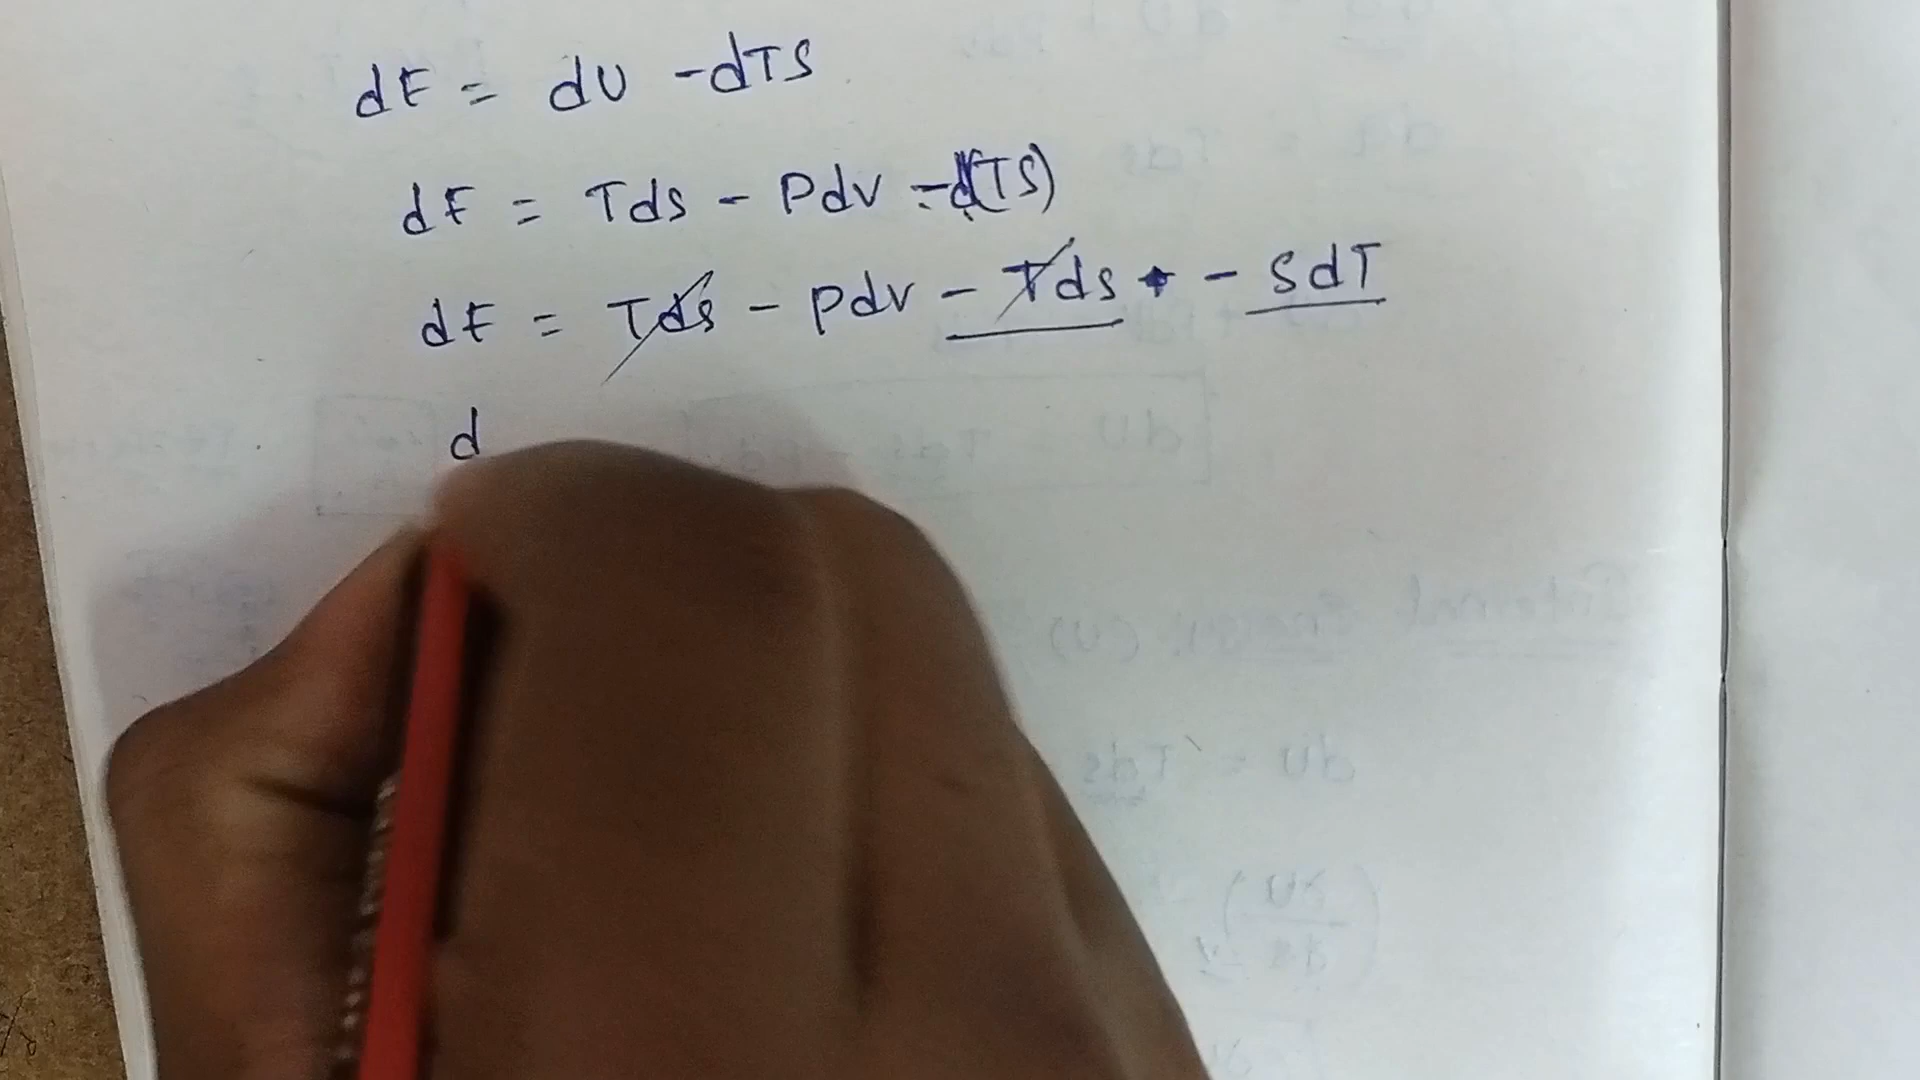 dF = dU - dTS
dF = Tds - Pdv - d(TS)
dF = Tds - Pdv - Tds - SdT
d